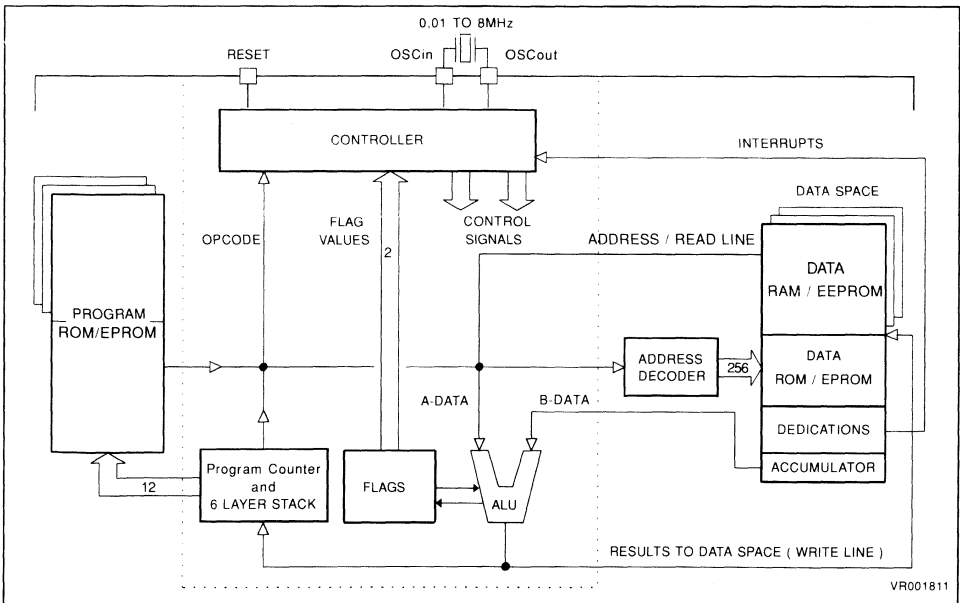 0.01 TO 8MHz
RESET
OSCin
OSCout
CONTROLLER
INTERRUPTS
OPCODE
FLAG
VALUES
2
CONTROL
SIGNALS
DATA SPACE
ADDRESS / READ LINE
PROGRAM
ROM/EPROM
DATA
RAM / EEPROM
ADDRESS
DECODER
256
DATA
ROM / EPROM
A-DATA
B-DATA
DEDICATIONS
ACCUMULATOR
12
Program Counter
and
6 LAYER STACK
FLAGS
ALU
RESULTS TO DATA SPACE ( WRITE LINE )
VR001811